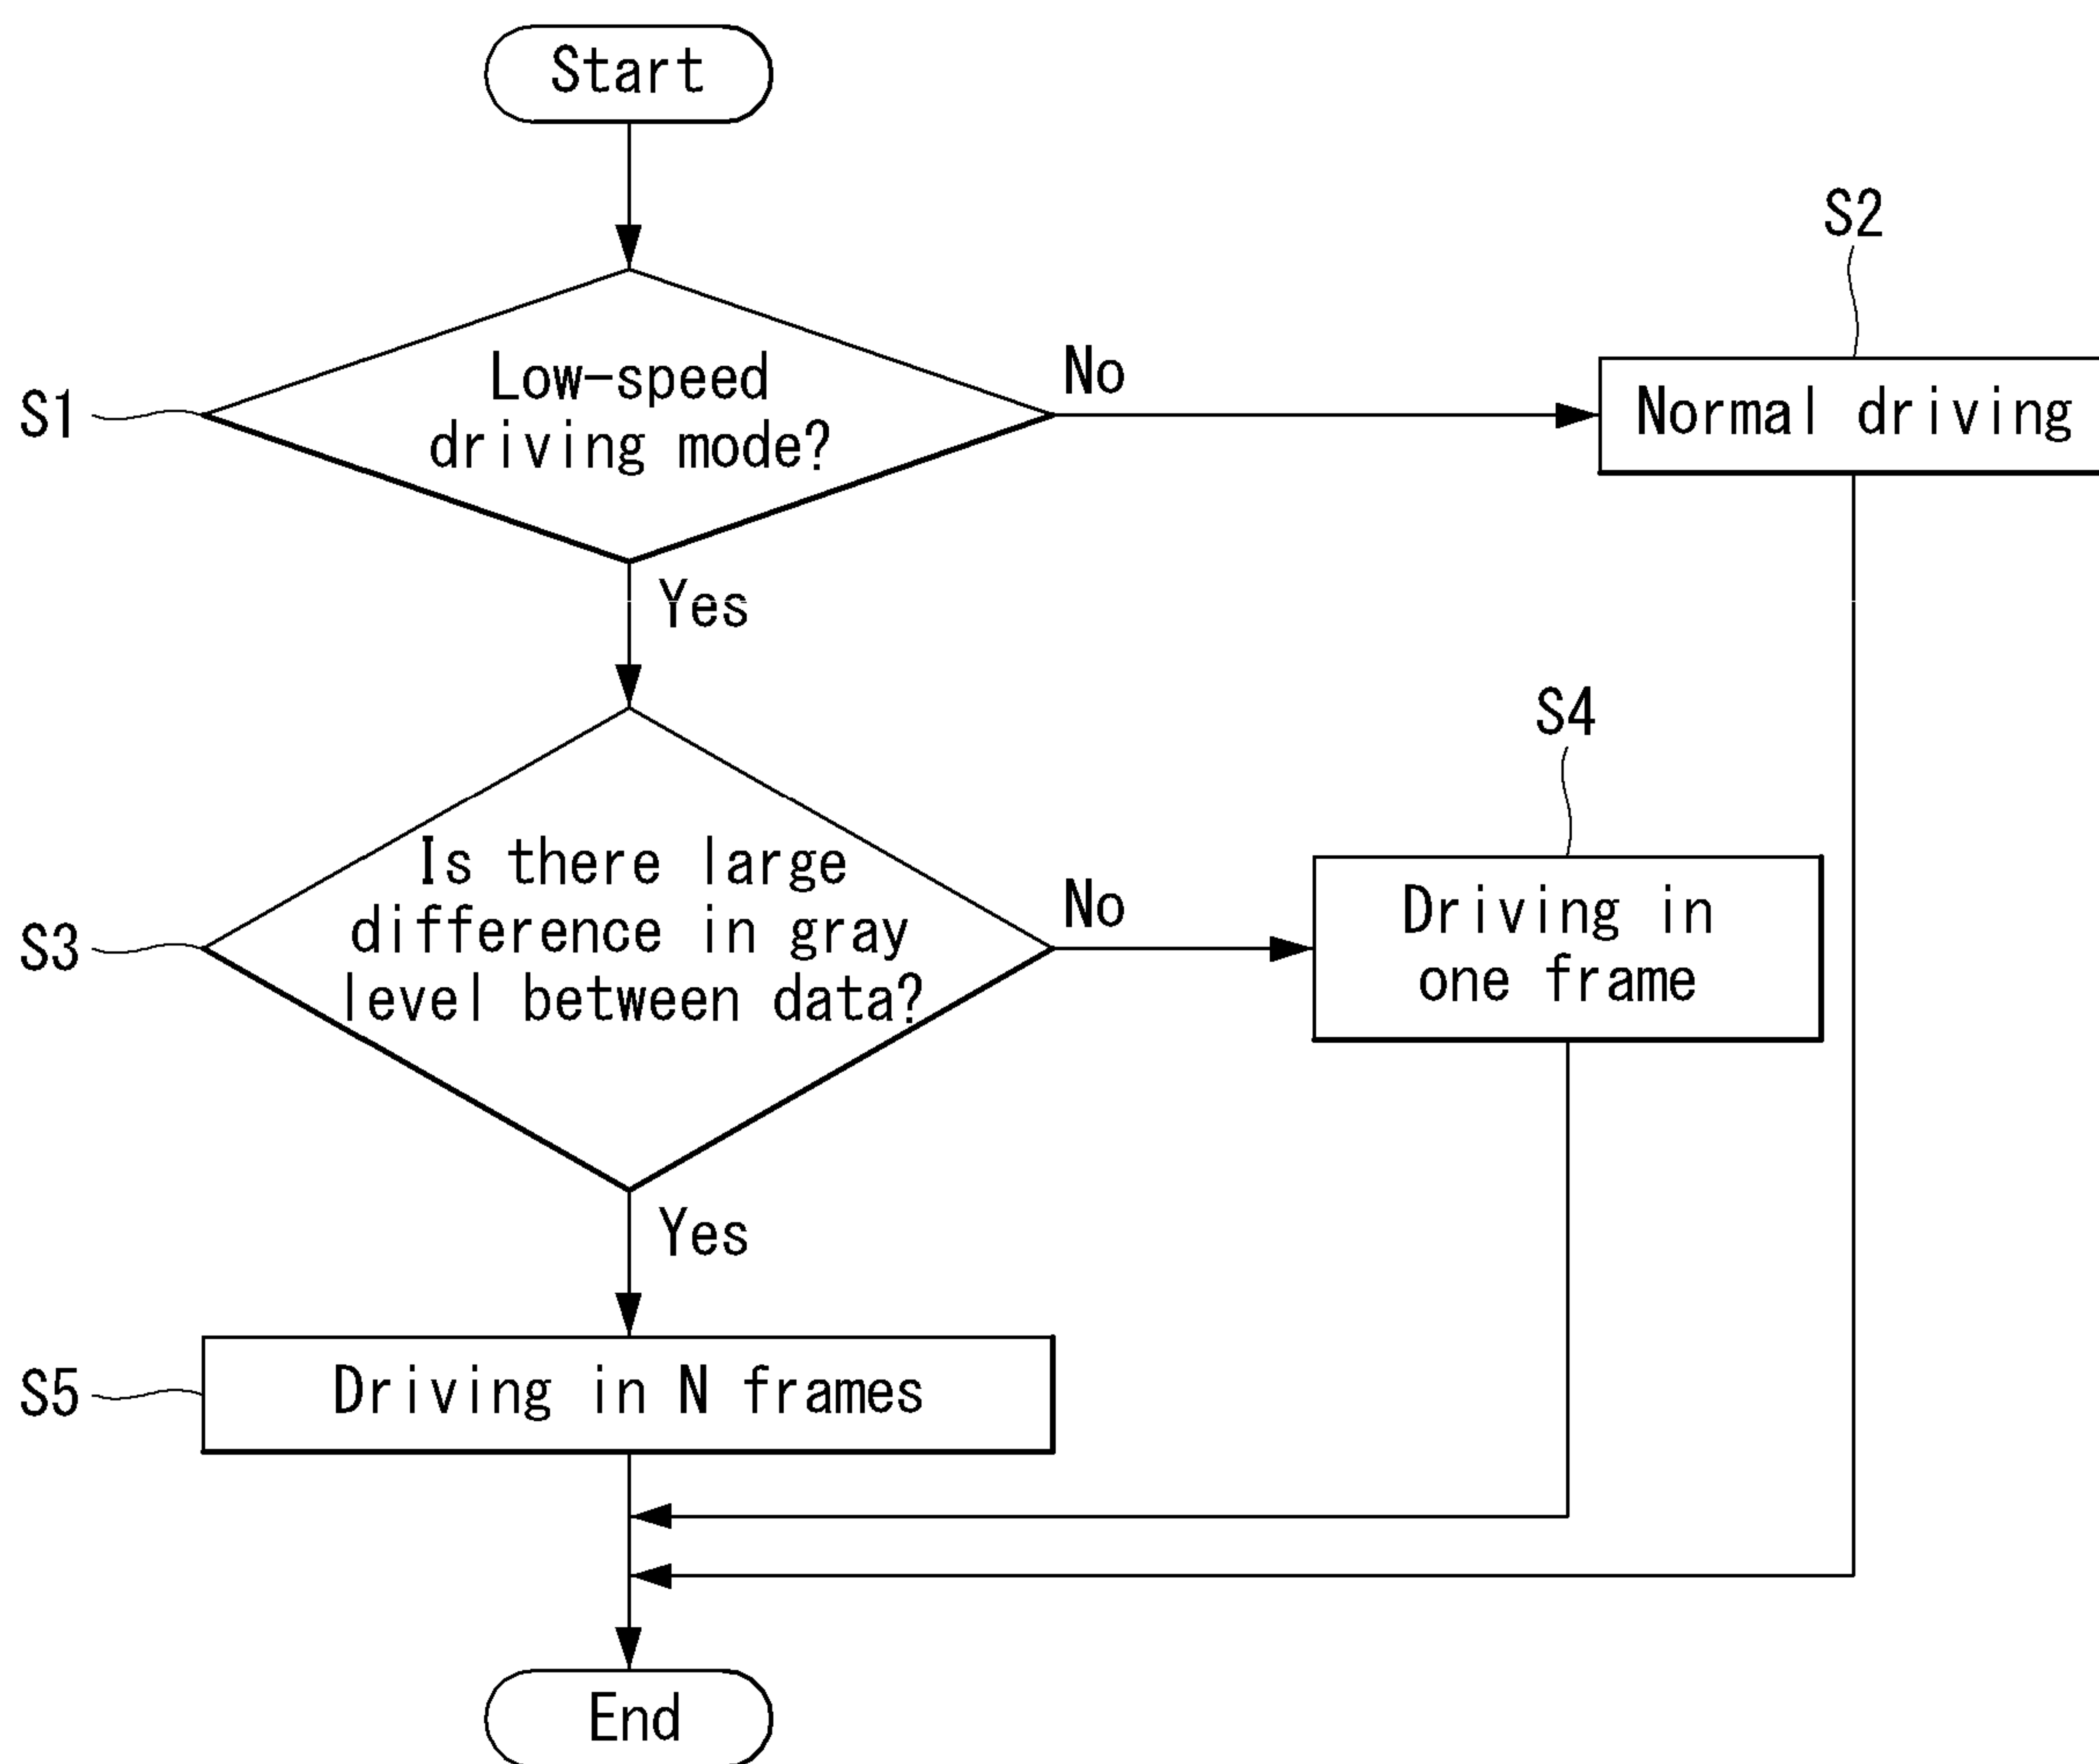 Start
S2
S1
Low-speed
driving mode?
No
Normal driving
Yes
S4
S3
Is there large
difference in gray
level between data?
No
Driving in
one frame
Yes
S5
Driving in N frames
End